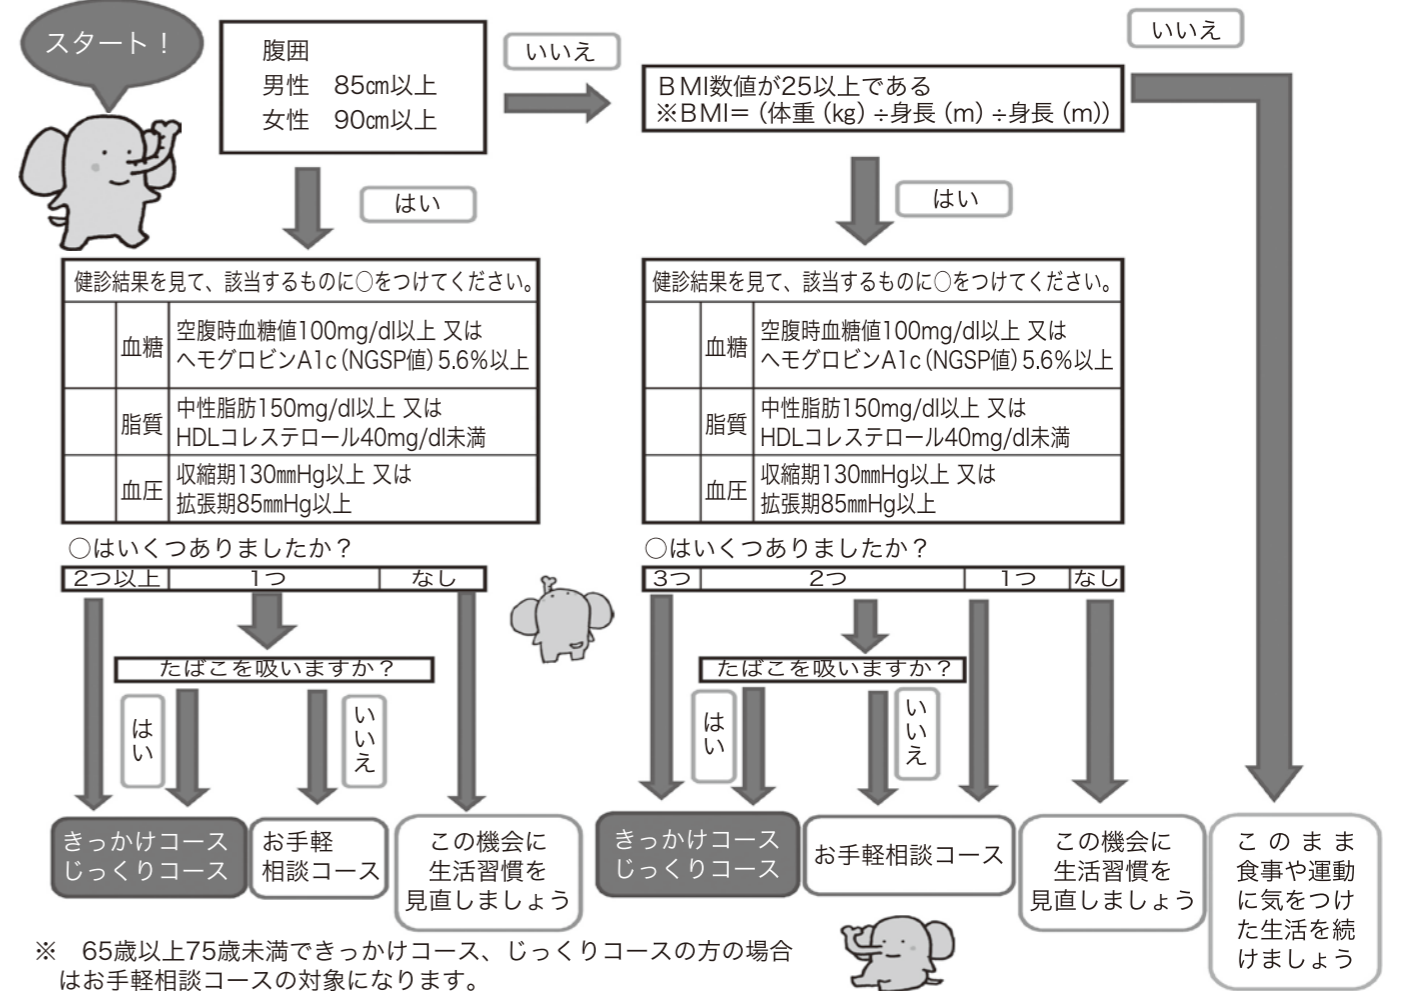 スタート！
腹囲
男性　85㎝以上
女性　90㎝以上
いいえ
ＢＭI数値が25以上である
※ＢＭI＝（体重（kg）÷身長（m）÷身長（m））
いいえ
はい
はい
健診結果を見て、該当するものに○をつけてください。
血糖
空腹時血糖値100mg/dl以上 又は
ヘモグロビンA1c（NGSP値）5.6%以上
脂質
中性脂肪150mg/dl以上 又は
HDLコレステロール40mg/dl未満
血圧
収縮期130㎜Hg以上 又は
拡張期85㎜Hg以上
○はいくつありましたか？
2つ以上
1つ
なし
たばこを吸いますか？
はい
いいえ
きっかけコース
じっくりコース
お手軽
相談コース
この機会に
生活習慣を
見直しましょう
健診結果を見て、該当するものに○をつけてください。
血糖
空腹時血糖値100mg/dl以上 又は
ヘモグロビンA1c（NGSP値）5.6%以上
脂質
中性脂肪150mg/dl以上 又は
HDLコレステロール40mg/dl未満
血圧
収縮期130㎜Hg以上 又は
拡張期85㎜Hg以上
○はいくつありましたか？
3つ
2つ
1つ
なし
たばこを吸いますか？
はい
いいえ
きっかけコース
じっくりコース
お手軽相談コース
この機会に
生活習慣を
見直しましょう
このまま
食事や運動
に気をつけ
た生活を続
けましょう
※　65歳以上75歳未満できっかけコース、じっくりコースの方の場合
はお手軽相談コースの対象になります。